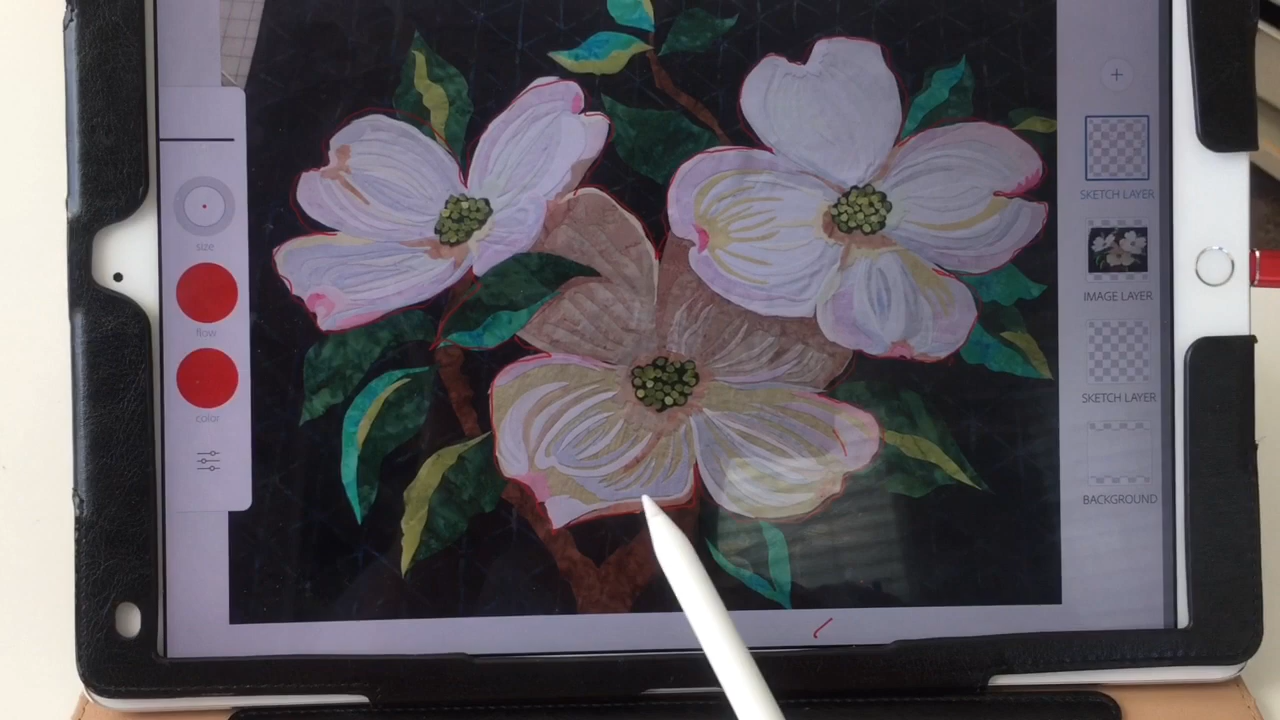 size
flow
color
SKETCH LAYER
IMAGE LAYER
SKETCH LAYER
BACKGROUND